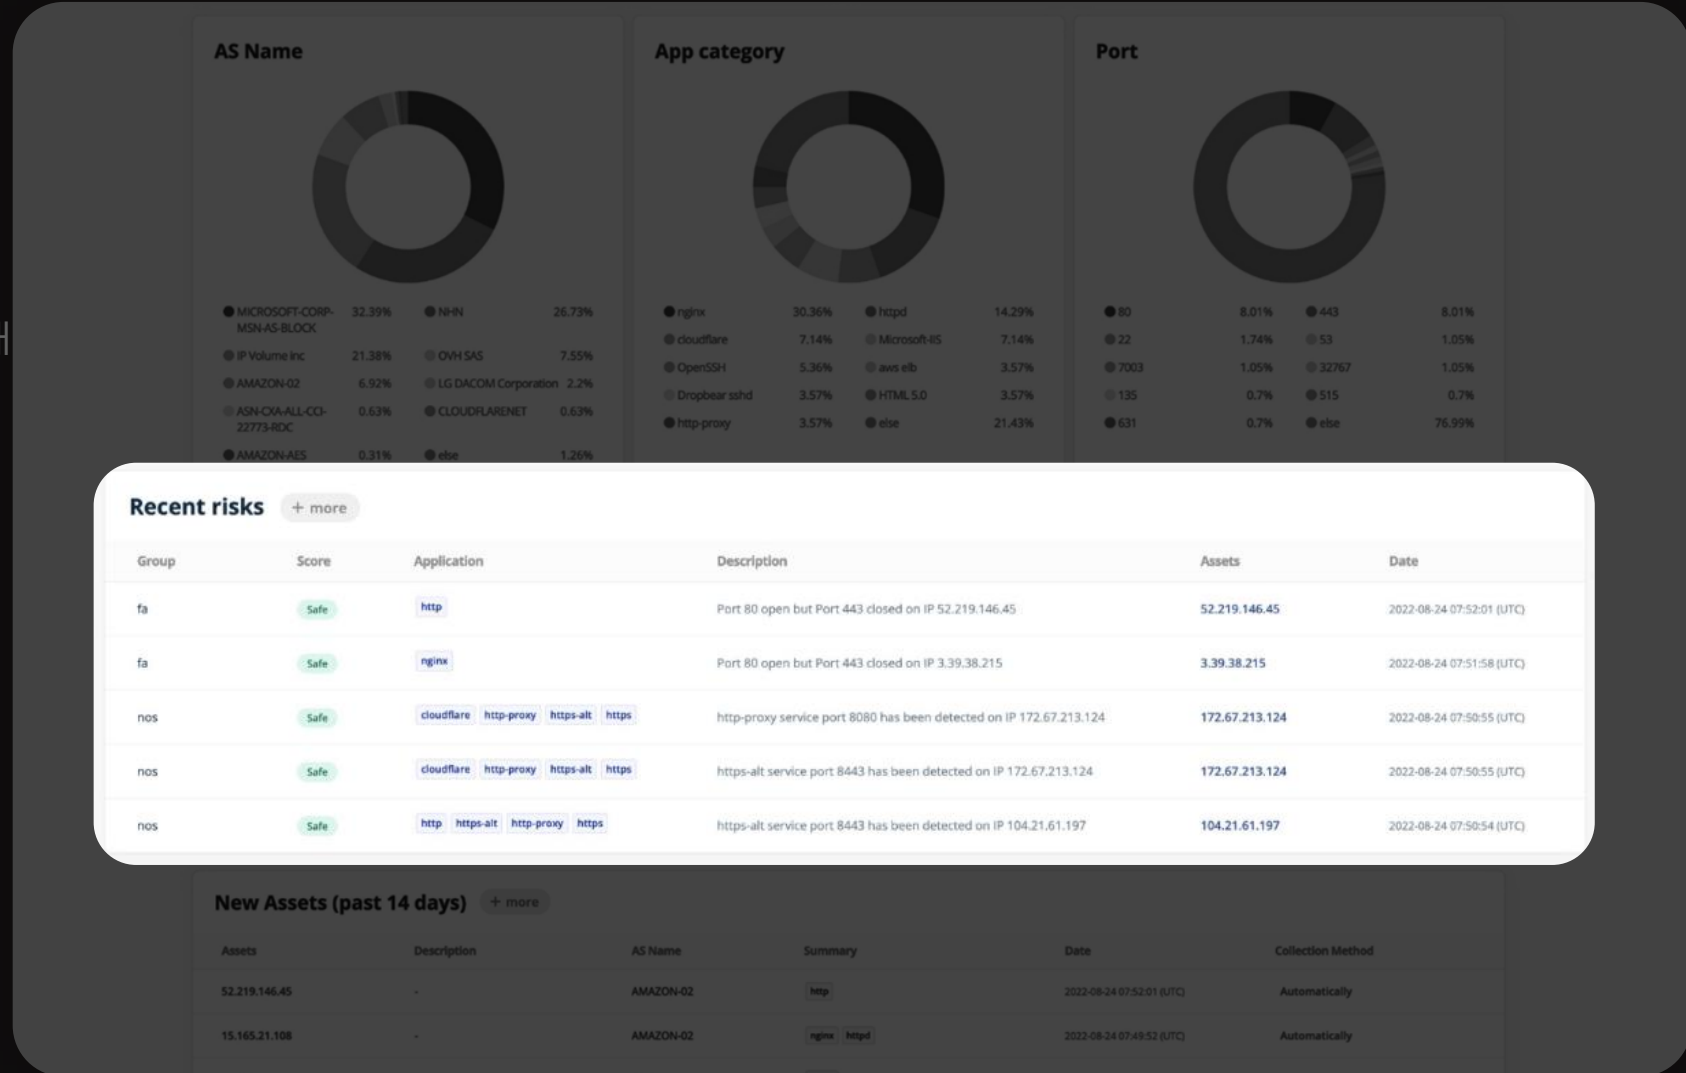 AS Name
App category
Port
MICROSOFT-CORP-MSN-AS-BLOCK 32.39% NHN 26.73%
IP Volume inc 21.38% OVH SAS 7.55%
AMAZON-02 6.92% LG DACOM Corporation 2.2%
ASN-CXA-ALL-CCI-22773-RDC 0.63% CLOUDFLARENET 0.63%
AMAZON-AES 0.31% else 1.26%
nginx 30.36% httpd 14.29%
cloudflare 7.14% Microsoft-IIS 7.14%
OpenSSH 5.36% aws elb 3.57%
Dropbear sshd 3.57% HTML 5.0 3.57%
http-proxy 3.57% else 21.43%
80 8.01% 443 8.01%
22 1.74% 53 1.05%
7003 1.05% 32767 1.05%
135 0.7% 515 0.7%
631 0.7% else 76.99%
H
Recent risks + more
Group Score Application Description Assets Date
fa Safe http Port 80 open but Port 443 closed on IP 52.219.146.45 52.219.146.45 2022-08-24 07:52:01 (UTC)
fa Safe nginx Port 80 open but Port 443 closed on IP 3.39.38.215 3.39.38.215 2022-08-24 07:51:58 (UTC)
nos Safe cloudflare http-proxy https-alt https http-proxy service port 8080 has been detected on IP 172.67.213.124 172.67.213.124 2022-08-24 07:50:55 (UTC)
nos Safe cloudflare http-proxy https-alt https https-alt service port 8443 has been detected on IP 172.67.213.124 172.67.213.124 2022-08-24 07:50:55 (UTC)
nos Safe http https-alt http-proxy https https-alt service port 8443 has been detected on IP 104.21.61.197 104.21.61.197 2022-08-24 07:50:54 (UTC)
New Assets (past 14 days) + more
Assets Description AS Name Summary Date Collection Method
52.219.146.45 - AMAZON-02 http 2022-08-24 07:52:01 (UTC) Automatically
15.165.21.108 - AMAZON-02 nginx httpd 2022-08-24 07:49:52 (UTC) Automatically